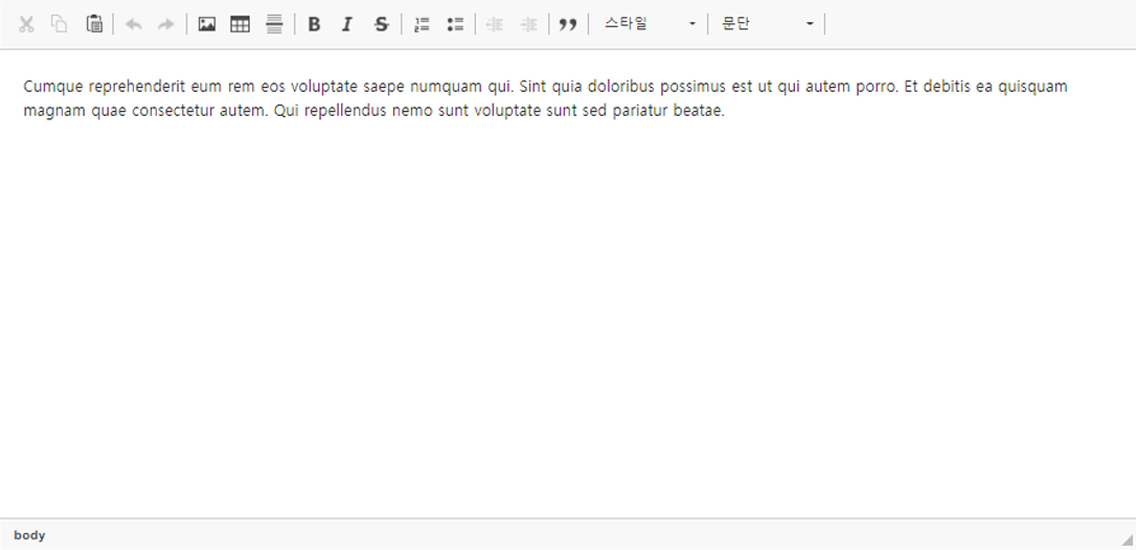 스타일 문단
Cumque reprehenderit eum rem eos voluptate saepe numquam qui. Sint quia doloribus possimus est ut qui autem porro. Et debitis ea quisquam
magnam quae consectetur autem. Qui repellendus nemo sunt voluptate sunt sed pariatur beatae.
body